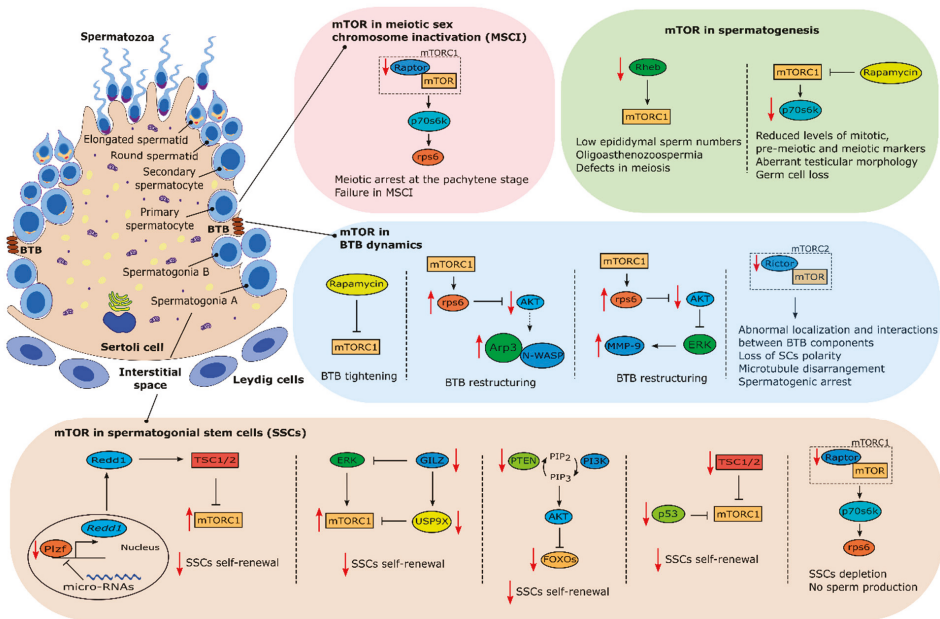 Spermatozoa
Elongated spermatid
Round spermatid
Secondary
spermatocyte
Primary
spermatocyte
BTB
BTB
Spermatogonia B
Spermatogonia A
Sertoli cell
Interstitial
space
Leydig cells
mTOR in meiotic sex
chromosome inactivation (MSCI)
mTORC1
Raptor
mTOR
p70s6k
rps6
Meiotic arrest at the pachytene stage
Failure in MSCI
mTOR in spermatogenesis
Rheb
mTORC1
Low epididymal sperm numbers
Oligoasthenozoospermia
Defects in meiosis
mTORC1
Rapamycin
p70s6k
Reduced levels of mitotic,
pre-meiotic and meiotic markers
Aberrant testicular morphology
Germ cell loss
mTOR in
BTB dynamics
Rapamycin
mTORC1
BTB tightening
mTORC1
rps6
AKT
Arp3
N-WASP
BTB restructuring
mTORC1
rps6
AKT
MMP-9
ERK
BTB restructuring
mTORC2
Rictor
mTOR
Abnormal localization and interactions
between BTB components
Loss of SCs polarity
Microtubule disarrangement
Spermatogenic arrest
mTOR in spermatogonial stem cells (SSCs)
Redd1
TSC1/2
mTORC1
Redd1
Plzf
Nucleus
micro-RNAs
SSCs self-renewal
ERK
GILZ
mTORC1
USP9X
SSCs self-renewal
PTEN
PIP2
PI3K
PIP3
AKT
FOXOs
SSCs self-renewal
TSC1/2
p53
mTORC1
SSCs self-renewal
mTORC1
Raptor
mTOR
p70s6k
rps6
SSCs depletion
No sperm production